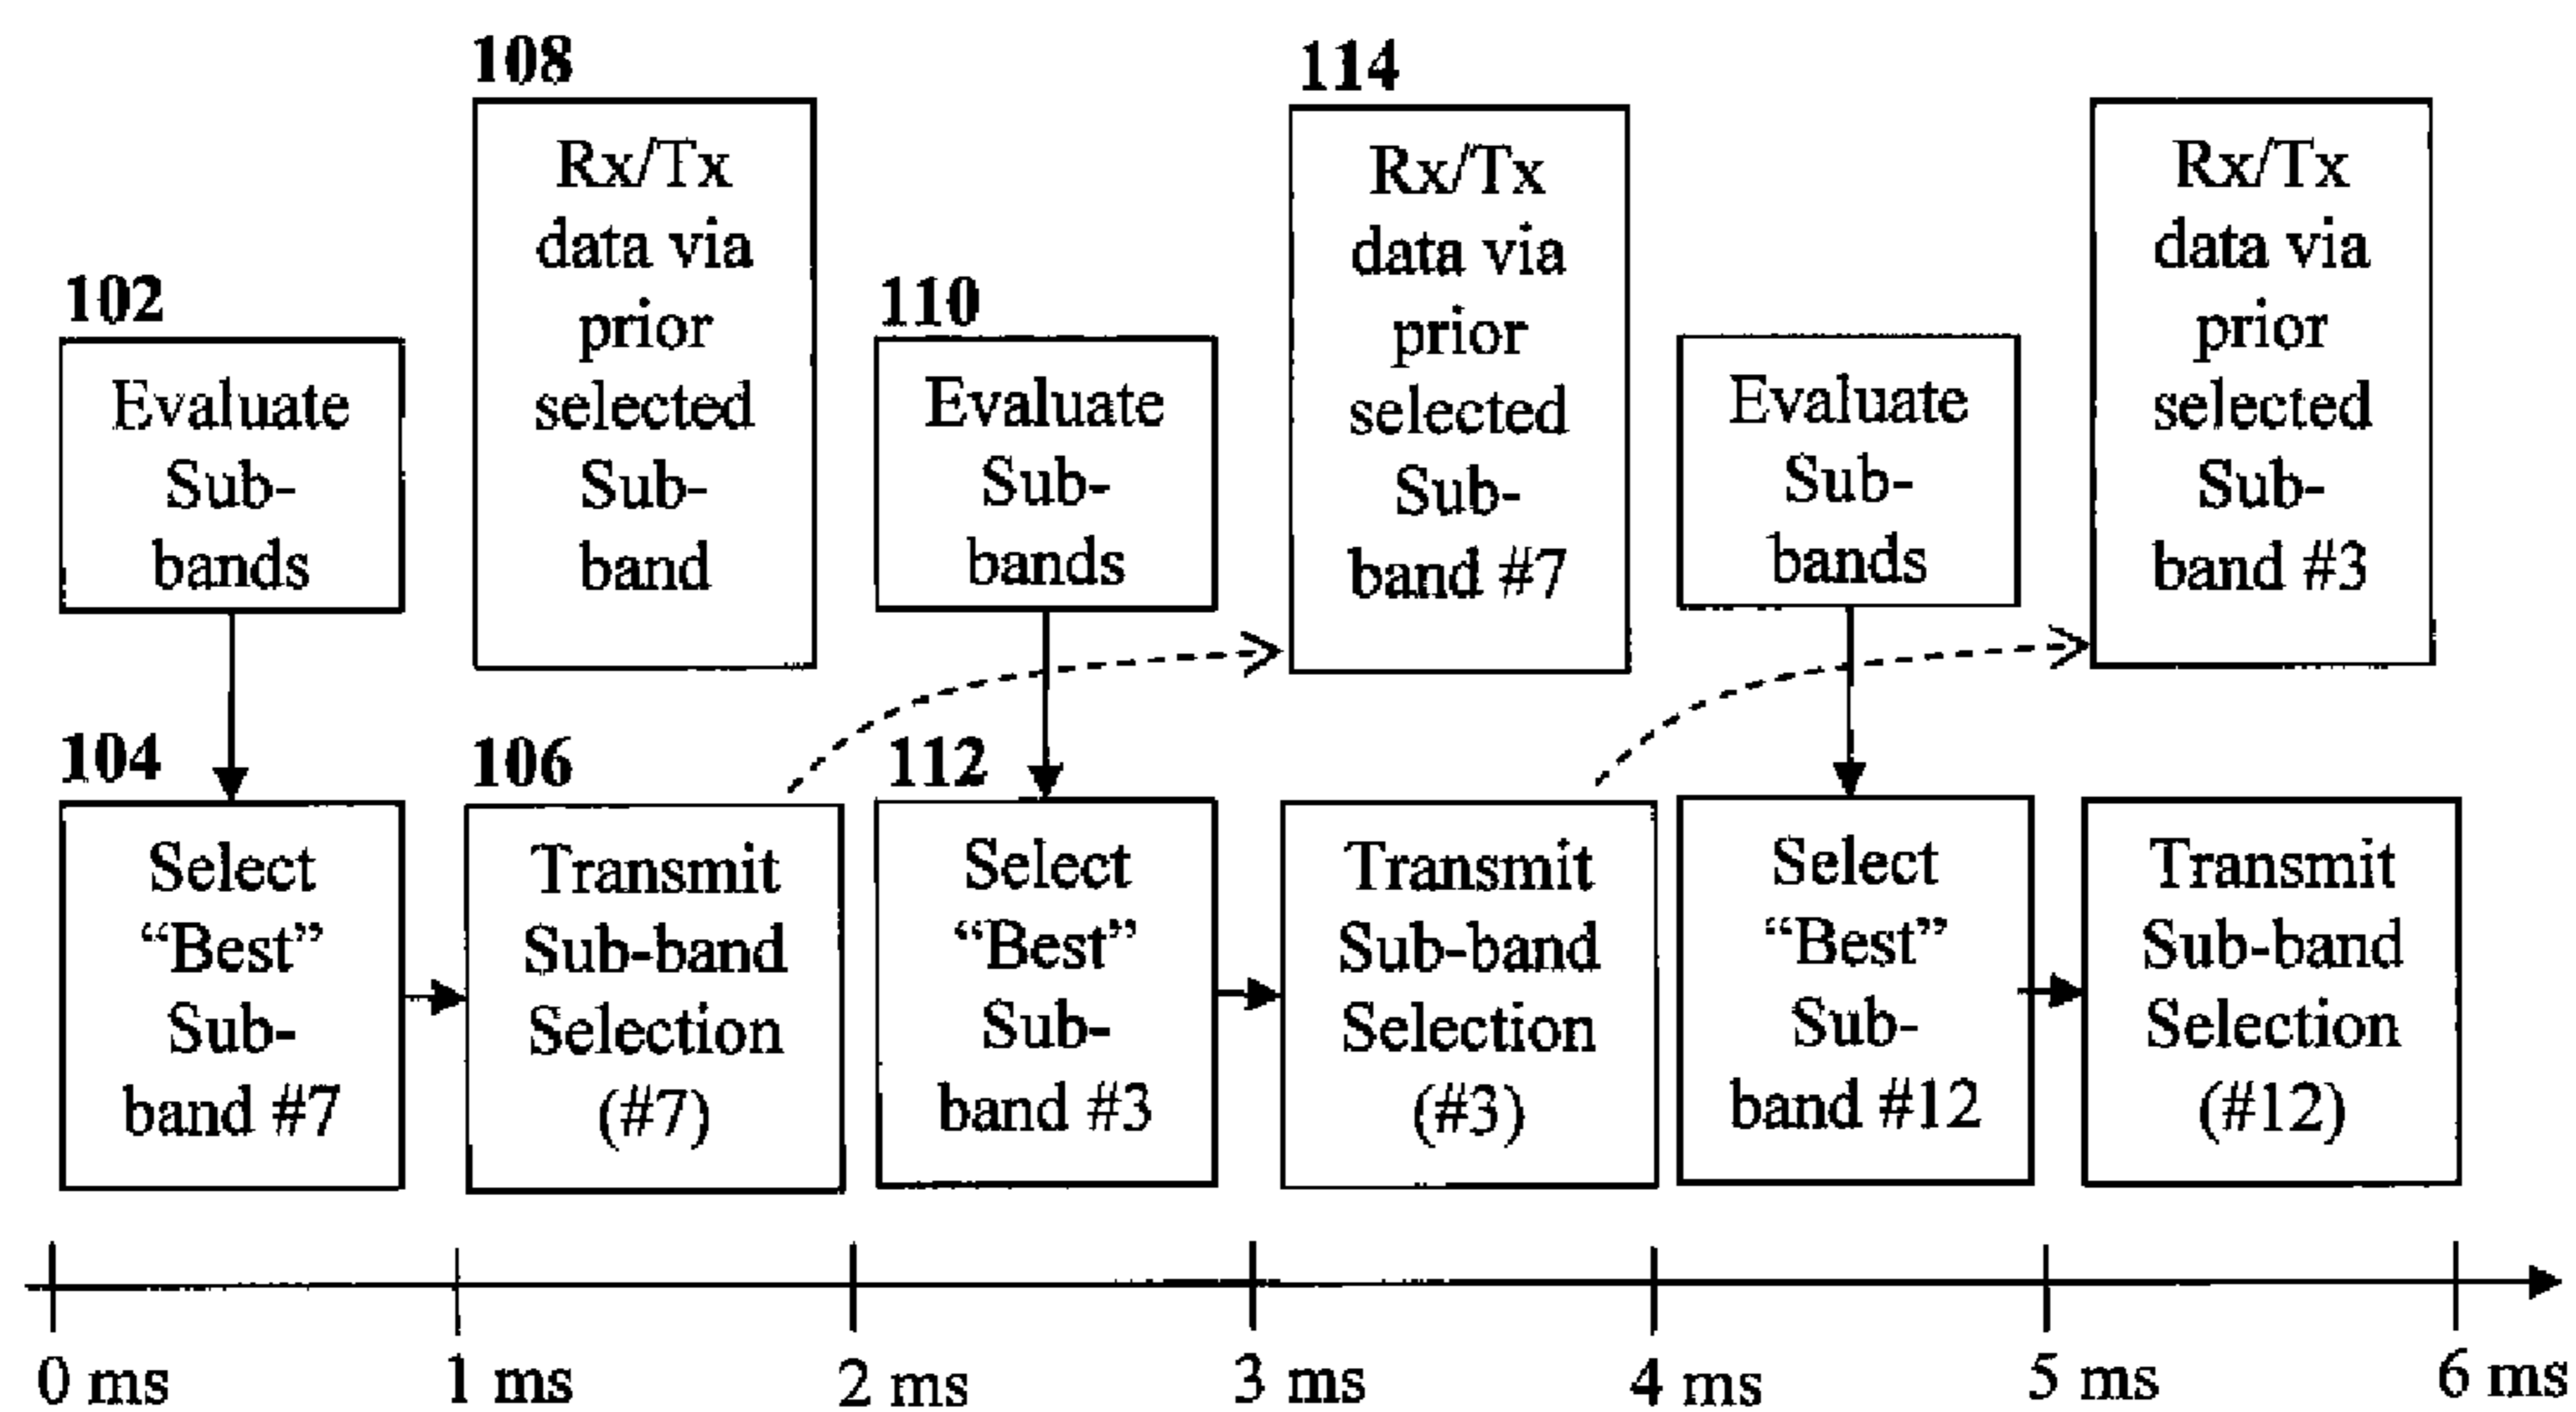 108
Rx/Tx
data via
prior
selected
Sub-
band
114
Rx/Tx
data via
prior
selected
Sub-
band #7
Rx/Tx
data via
prior
selected
Sub-
band #3
102
Evaluate
Sub-
bands
110
Evaluate
Sub-
bands
Evaluate
Sub-
bands
104
Select
“Best”
Sub-
band #7
106
Transmit
Sub-band
Selection
(#7)
112
Select
“Best”
Sub-
band #3
Transmit
Sub-band
Selection
(#3)
Select
“Best”
Sub-
band #12
Transmit
Sub-band
Selection
(#12)
0 ms
1 ms
2 ms
3 ms
4 ms
5 ms
6 ms